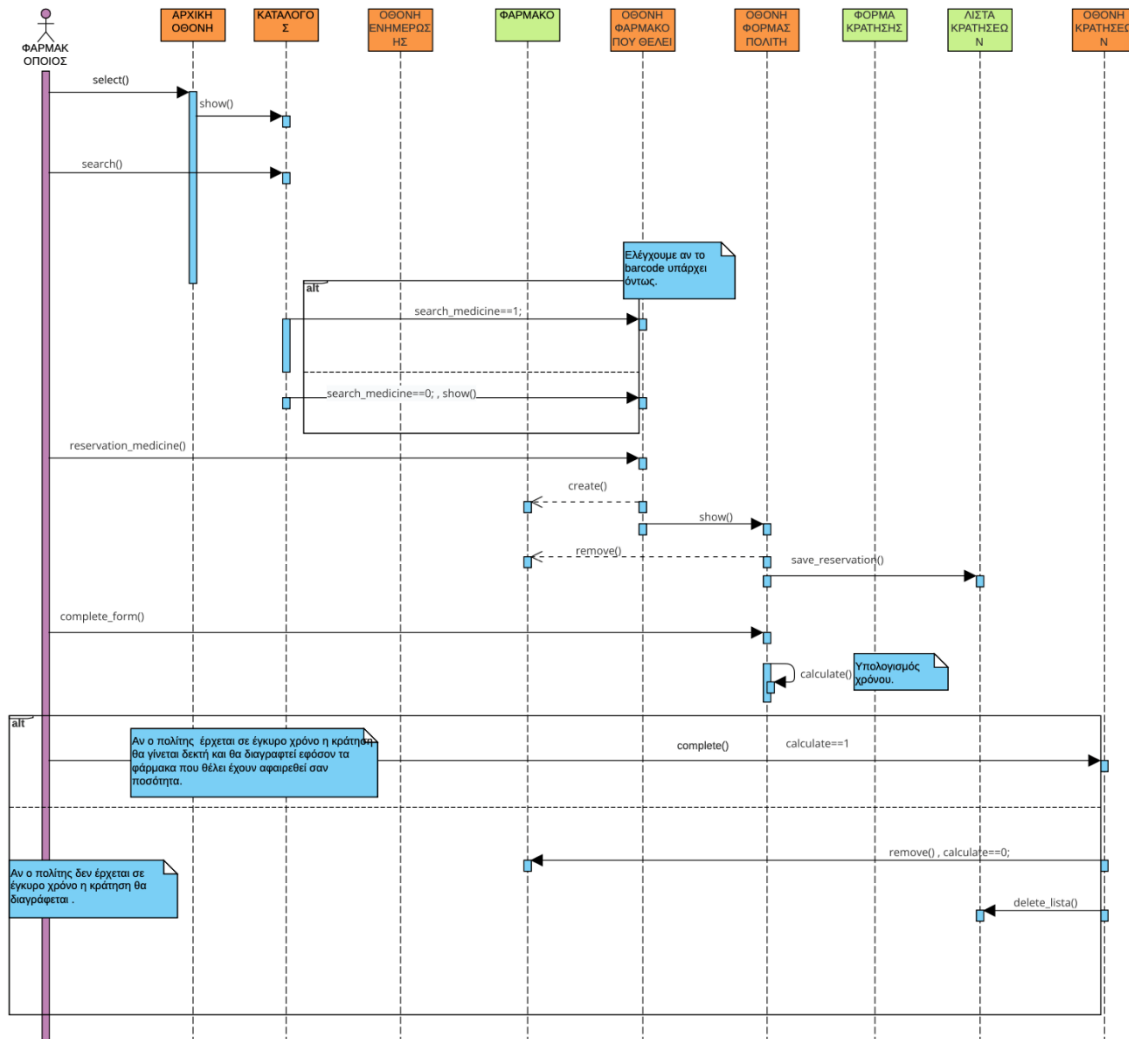 ΦΑΡΜΑΚ
ΟΠΟΙΟΣ
ΑΡΧΙΚΗ
ΟΘΟΝΗ
ΚΑΤΑΛΟΓΟ
Σ
ΟΘΟΝΗ
ΕΝΗΜΕΡΩΣ
ΗΣ
ΦΑΡΜΑΚΟ
ΟΘΟΝΗ
ΦΑΡΜΑΚΟ
ΠΟΥ ΘΕΛΕΙ
ΟΘΟΝΗ
ΦΟΡΜΑΣ
ΠΟΛΙΤΗ
ΦΟΡΜΑ
ΚΡΑΤΗΣΗΣ
ΛΙΣΤΑ
ΚΡΑΤΗΣΕΩ
Ν
ΟΘΟΝΗ
ΚΡΑΤΗΣΕΩ
Ν
select()
show()
search()
Ελέγχουμε αν το
barcode υπάρχει
όντως.
alt
search_medicine==1;
search_medicine==0; , show()
reservation_medicine()
create()
show()
remove()
save_reservation()
complete_form()
calculate()
Υπολογισμός
χρόνου.
alt
Αν ο πολίτης έρχεται σε έγκυρο χρόνο η κράτηση
θα γίνεται δεκτή και θα διαγραφτεί εφόσον τα
φάρμακα που θέλει έχουν αφαιρεθεί σαν
ποσότητα.
complete()
calculate==1
remove() , calculate==0;
Αν ο πολίτης δεν έρχεται σε
έγκυρο χρόνο η κράτηση θα
διαγράφεται .
delete_lista()